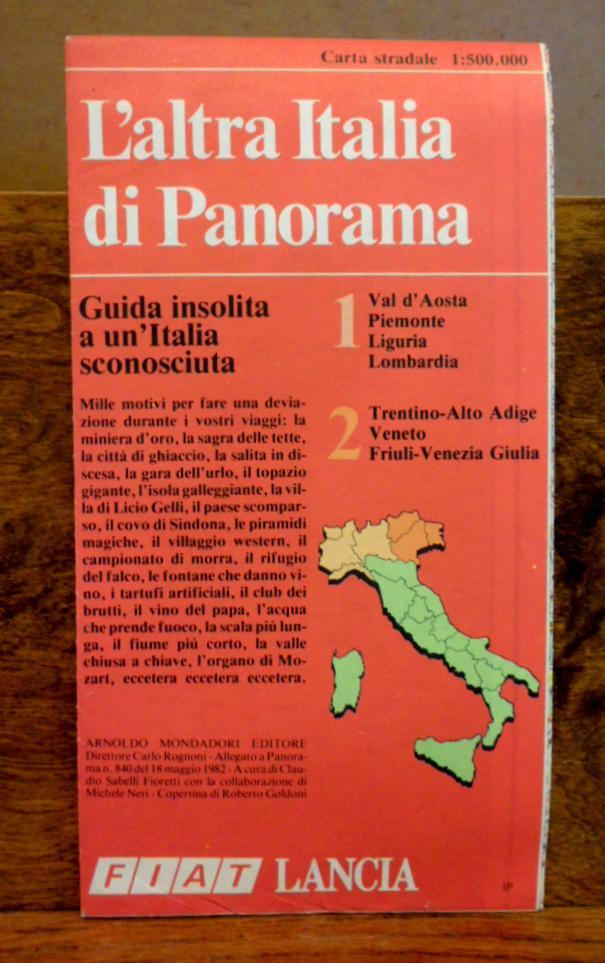 Carta stradale 1:500.000
L'altra Italia
di Panorama
Guida insolita
a un'Italia
sconosciuta
Mille motivi per fare una devia-
zione durante i vostri viaggi: la
miniera d'oro, la sagra delle tette,
la città di ghiaccio, la salita in di-
scesa, la gara dell'urlo, il topazio
gigante, l'isola galleggiante, la vil-
la di Licio Gelli, il paese scompar-
so, il covo di Sindona, le piramidi
magiche, il villaggio western, il
campionato di morra, il rifugio
del falco, le fontane che danno vi-
no, i tartufi artificiali, il club dei
brutti, il vino del papa, l'acqua
che prende fuoco, la scala più lun-
ga, il fiume più corto, la valle
chiusa a chiave, l'organo di Mo-
zart, eccetera eccetera eccetera.
1
Val d'Aosta
Piemonte
Liguria
Lombardia
2
Trentino-Alto Adige
Veneto
Friuli-Venezia Giulia
ARNOLDO MONDADORI EDITORE
Direttore Carlo Rognoni - Allegato a Panora-
ma n. 840 del 18 maggio 1982 - A cura di Clau-
dio Sabelli Fioretti con la collaborazione di
Michele Neri - Copertina di Roberto Goldoni
FIAT LANCIA
IP